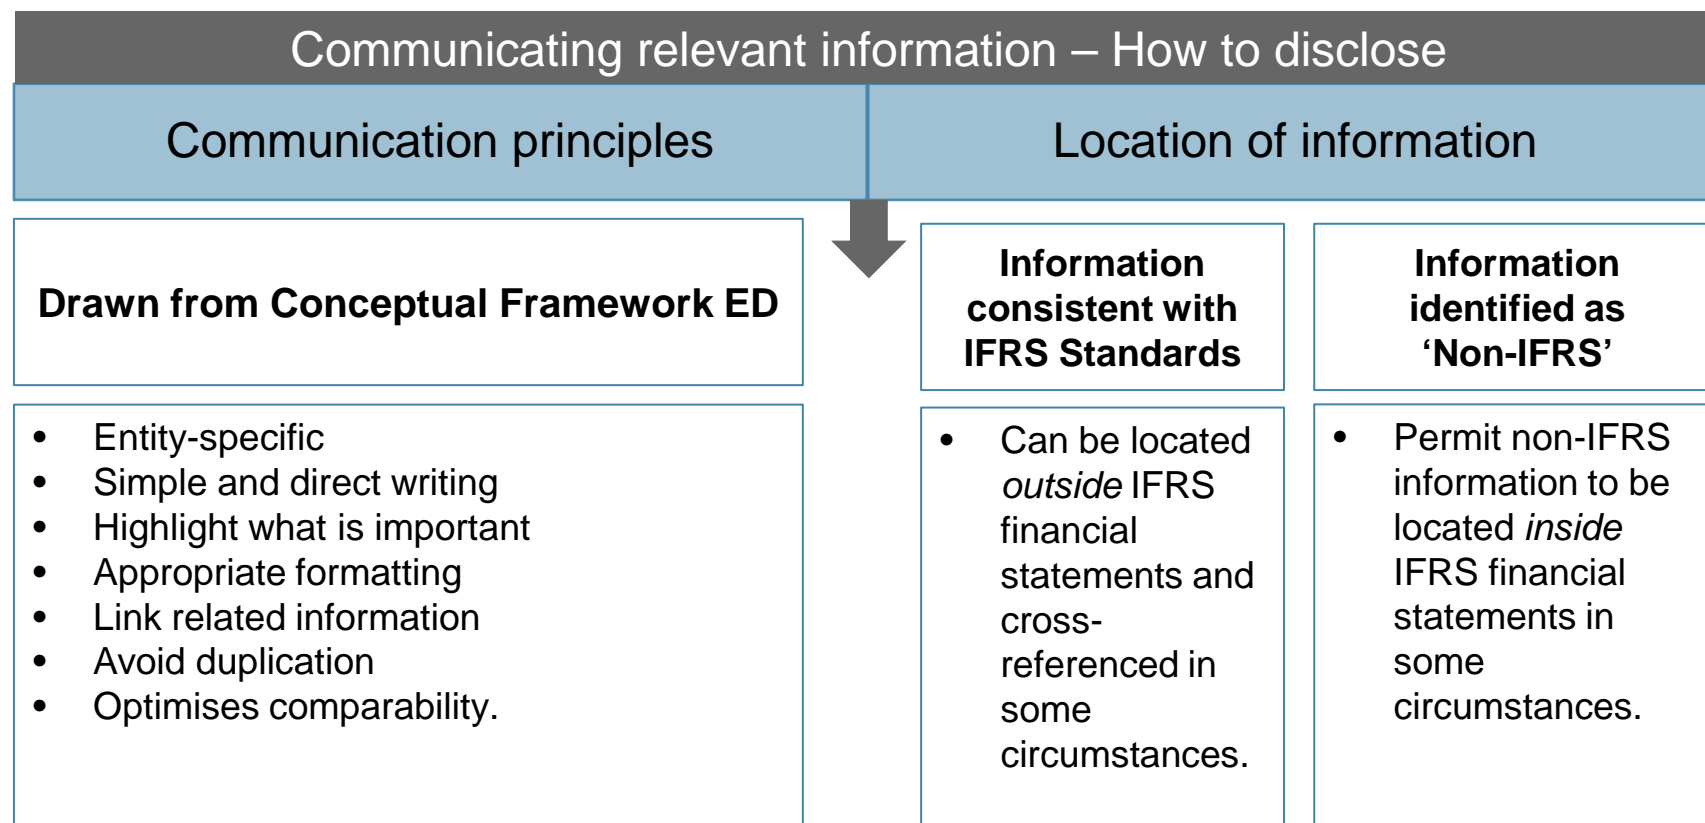 Communicating relevant information – How to disclose
Communication principles
Location of information
Drawn from Conceptual Framework ED
• Entity-specific
• Simple and direct writing
• Highlight what is important
• Appropriate formatting
• Link related information
• Avoid duplication
• Optimises comparability.
Information
consistent with
IFRS Standards
• Can be located
outside IFRS
financial
statements and
cross-
referenced in
some
circumstances.
Information
identified as
‘Non-IFRS’
• Permit non-IFRS
information to be
located inside
IFRS financial
statements in
some
circumstances.